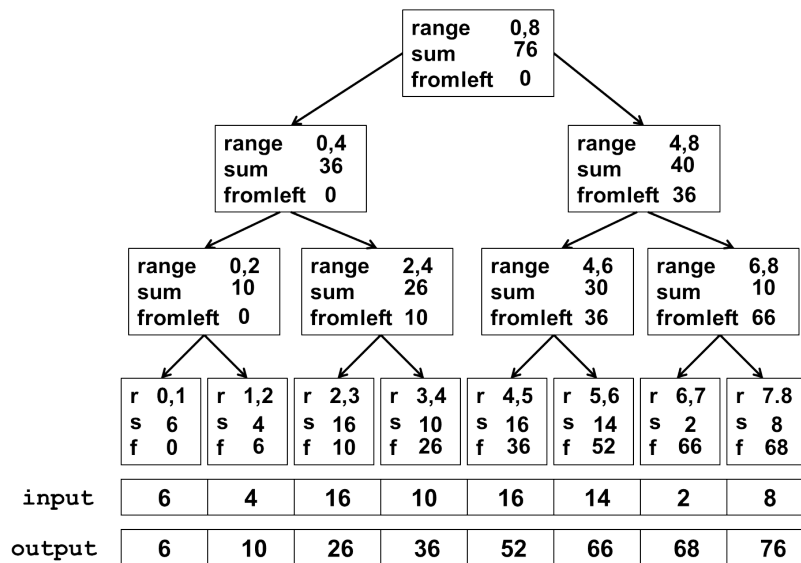 range 0,8
sum 76
fromleft 0
range 0,4
sum 36
fromleft 0
range 4,8
sum 40
fromleft 36
range 0,2
sum 10
fromleft 0
range 2,4
sum 26
fromleft 10
range 4,6
sum 30
fromleft 36
range 6,8
sum 10
fromleft 66
r 0,1
s 6
f 0
r 1,2
s 4
f 6
r 2,3
s 16
f 10
r 3,4
s 10
f 26
r 4,5
s 16
f 36
r 5,6
s 14
f 52
r 6,7
s 2
f 66
r 7.8
s 8
f 68
input 6 4 16 10 16 14 2 8
output 6 10 26 36 52 66 68 76